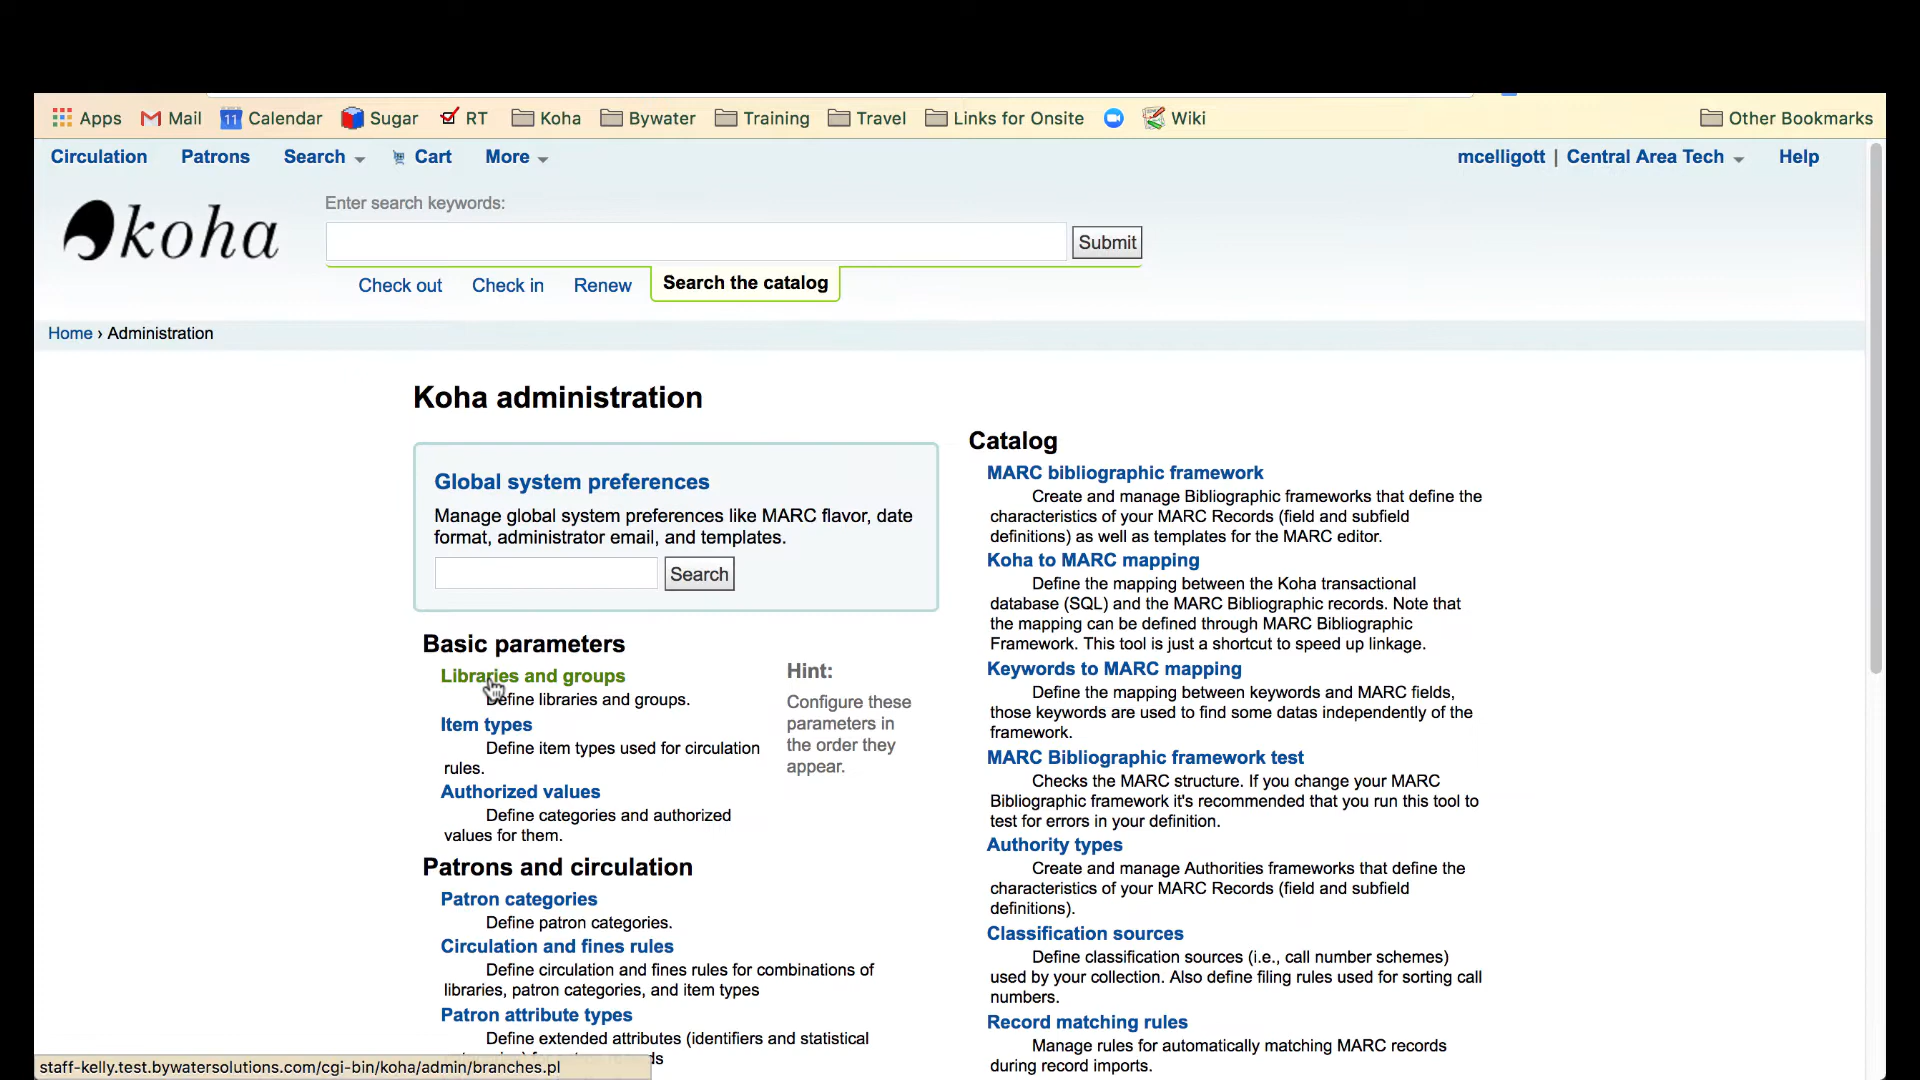 Apps Mail 11 Calendar Sugar RT Koha Bywater Training Travel Links for Onsite Wiki Other Bookmarks
Circulation Patrons Search Cart More mcelligott | Central Area Tech Help
koha
Enter search keywords:
Submit
Check out Check in Renew Search the catalog
Home › Administration
Koha administration
Global system preferences
Manage global system preferences like MARC flavor, date
format, administrator email, and templates.
Search
Basic parameters
Libraries and groups
Define libraries and groups.
Item types
Define item types used for circulation
rules.
Authorized values
Define categories and authorized
values for them.
Hint:
Configure these
parameters in
the order they
appear.
Patrons and circulation
Patron categories
Define patron categories.
Circulation and fines rules
Define circulation and fines rules for combinations of
libraries, patron categories, and item types
Patron attribute types
Define extended attributes (identifiers and statistical
Catalog
MARC bibliographic framework
Create and manage Bibliographic frameworks that define the
characteristics of your MARC Records (field and subfield
definitions) as well as templates for the MARC editor.
Koha to MARC mapping
Define the mapping between the Koha transactional
database (SQL) and the MARC Bibliographic records. Note that
the mapping can be defined through MARC Bibliographic
Framework. This tool is just a shortcut to speed up linkage.
Keywords to MARC mapping
Define the mapping between keywords and MARC fields,
those keywords are used to find some datas independently of the
framework.
MARC Bibliographic framework test
Checks the MARC structure. If you change your MARC
Bibliographic framework it's recommended that you run this tool to
test for errors in your definition.
Authority types
Create and manage Authorities frameworks that define the
characteristics of your MARC Records (field and subfield
definitions).
Classification sources
Define classification sources (i.e., call number schemes)
used by your collection. Also define filing rules used for sorting call
numbers.
Record matching rules
Manage rules for automatically matching MARC records
during record imports.
staff-kelly.test.bywatersolutions.com/cgi-bin/koha/admin/branches.pl